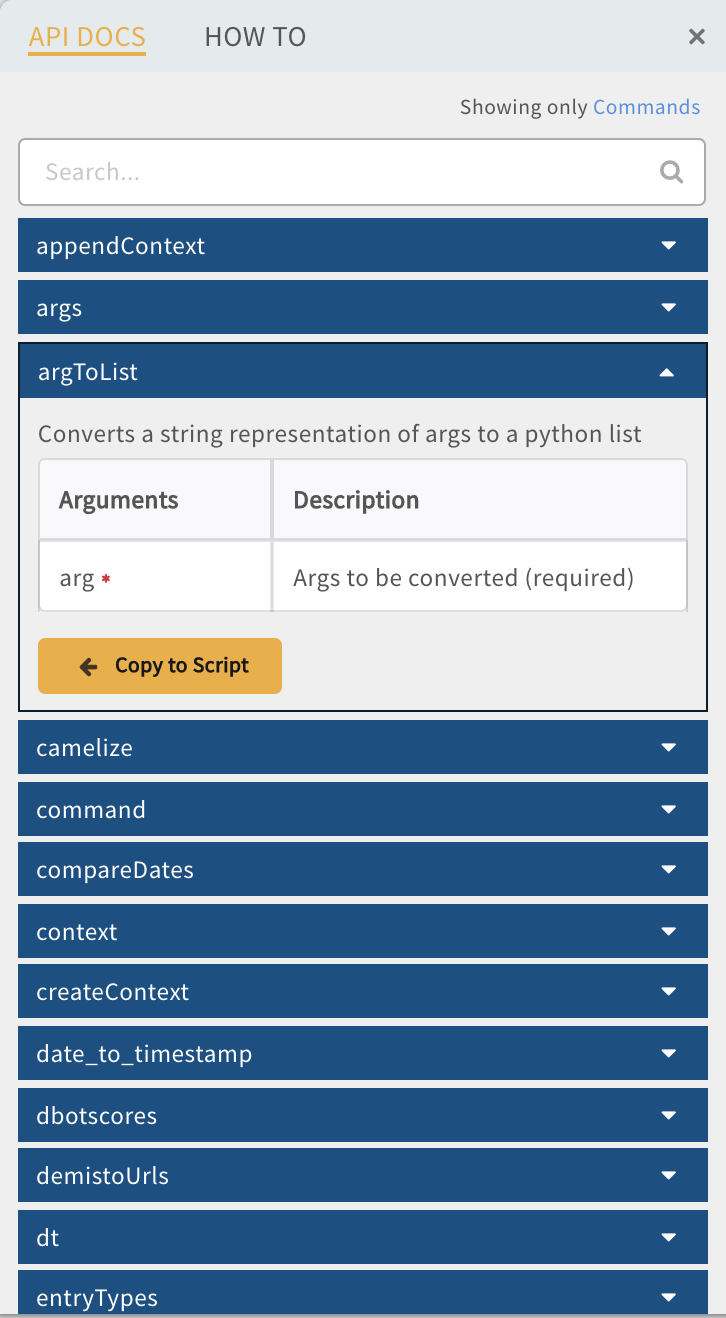 API DOCS HOW TO ×
Showing only Commands
Search...
appendContext
args
argToList
Converts a string representation of args to a python list
Arguments Description
arg * Args to be converted (required)
Copy to Script
camelize
command
compareDates
context
createContext
date_to_timestamp
dbotscores
demistoUrls
dt
entryTypes